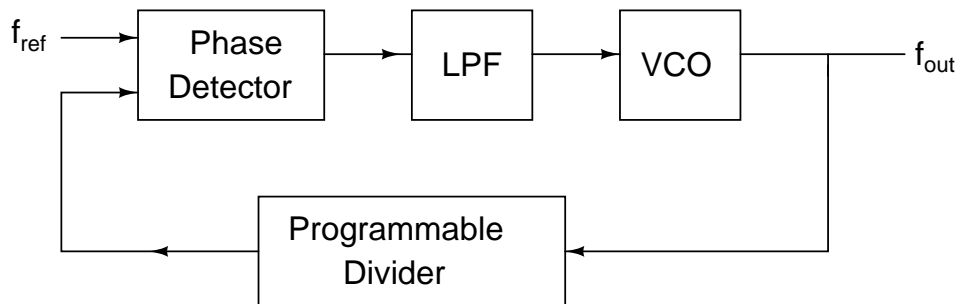 f_ref
Phase
Detector
LPF
VCO
f_out
Programmable
Divider